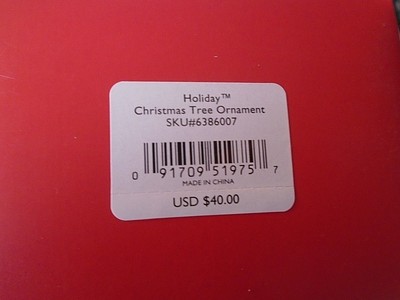 Holiday™
Christmas Tree Ornament
SKU#6386007
0 91709 51975 7
MADE IN CHINA
USD $40.00